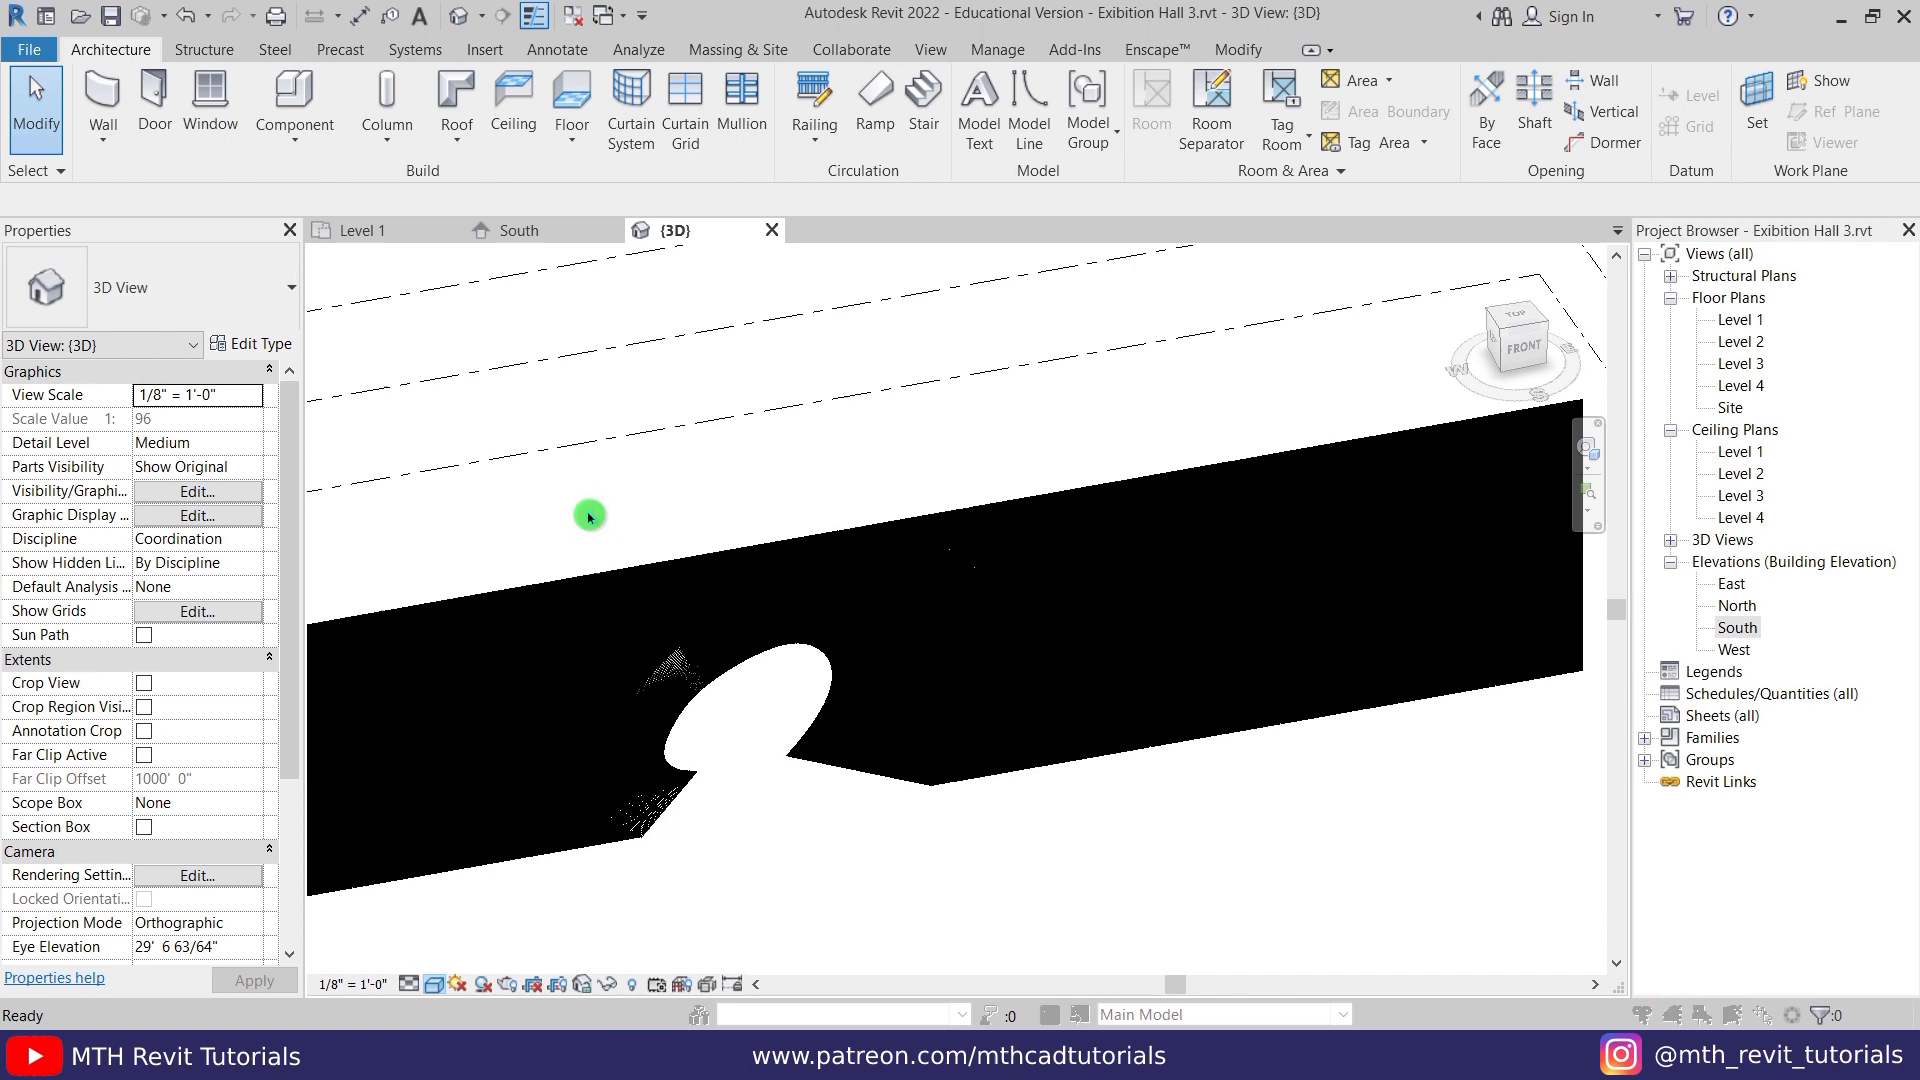 Autodesk Revit 2022 - Educational Version - Exibition Hall 3.rvt - 3D View: {3D}
Sign In
File Architecture Structure Steel Precast Systems Insert Annotate Analyze Massing & Site Collaborate View Manage Add-Ins Enscape™ Modify
Modify
Wall
Door
Window
Component
Column
Roof
Ceiling
Floor
Curtain System
Curtain Grid
Mullion
Railing
Ramp
Stair
Model Text
Model Line
Model Group
Room
Room Separator
Tag Room
Area
Area Boundary
Tag Area
By Face
Shaft
Wall
Vertical
Dormer
Level
Grid
Set
Show
Ref Plane
Viewer
Select
Build
Circulation
Model
Room & Area
Opening
Datum
Work Plane
Properties
Level 1
South
{3D}
3D View
3D View: {3D}
Edit Type
Graphics
View Scale 1/8" = 1'-0"
Scale Value 1: 96
Detail Level Medium
Parts Visibility Show Original
Visibility/Graphi... Edit...
Graphic Display ... Edit...
Discipline Coordination
Show Hidden Li... By Discipline
Default Analysis ... None
Show Grids Edit...
Sun Path
Extents
Crop View
Crop Region Visi...
Annotation Crop
Far Clip Active
Far Clip Offset 1000' 0"
Scope Box None
Section Box
Camera
Rendering Settin... Edit...
Locked Orientati...
Projection Mode Orthographic
Eye Elevation 29' 6 63/64"
Properties help
Apply
TOP
FRONT
W
S
E
Project Browser - Exibition Hall 3.rvt
Views (all)
Structural Plans
Floor Plans
Level 1
Level 2
Level 3
Level 4
Site
Ceiling Plans
Level 1
Level 2
Level 3
Level 4
3D Views
Elevations (Building Elevation)
East
North
South
West
Legends
Schedules/Quantities (all)
Sheets (all)
Families
Groups
Revit Links
1/8" = 1'-0"
Ready
:0
Main Model
:0
MTH Revit Tutorials
www.patreon.com/mthcadtutorials
@mth_revit_tutorials